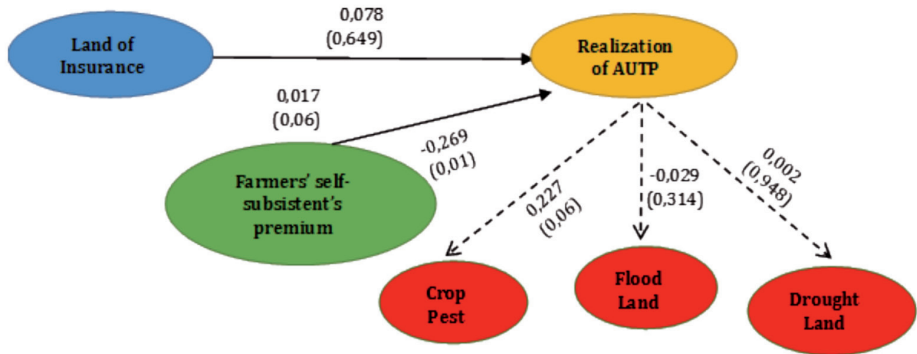 0,078
(0,649)
Land of
Insurance
Realization
of AUTP
0,017
(0,06)
-0,269
(0,01)
Farmers' self-
subsistent's
premium
0,227
(0,06)
-0,029
(0,314)
0,002
(0,948)
Crop
Pest
Flood
Land
Drought
Land